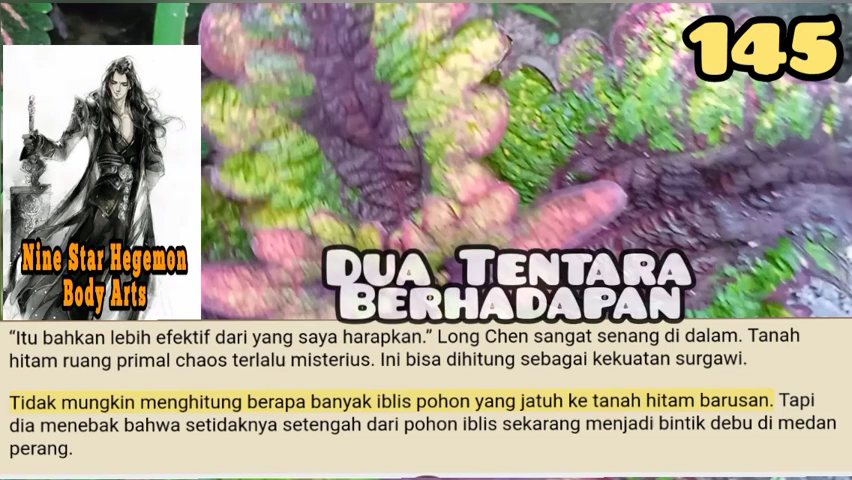 145
Nine Star Hegemon
Body Arts
DUA TENTARA
BERHADAPAN
“Itu bahkan lebih efektif dari yang saya harapkan.” Long Chen sangat senang di dalam. Tanah
hitam ruang primal chaos terlalu misterius. Ini bisa dihitung sebagai kekuatan surgawi.
Tidak mungkin menghitung berapa banyak iblis pohon yang jatuh ke tanah hitam barusan. Tapi
dia menebak bahwa setidaknya setengah dari pohon iblis sekarang menjadi bintik debu di medan
perang.